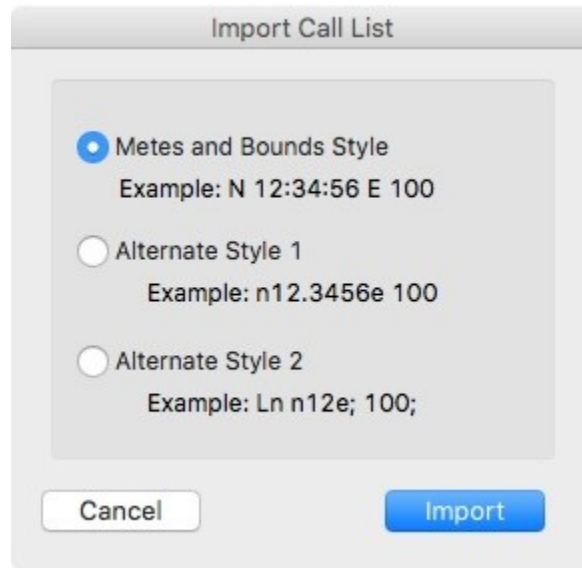 Import Call List
Metes and Bounds Style
Example: N 12:34:56 E 100
Alternate Style 1
Example: n12.3456e 100
Alternate Style 2
Example: Ln n12e; 100;
Cancel
Import